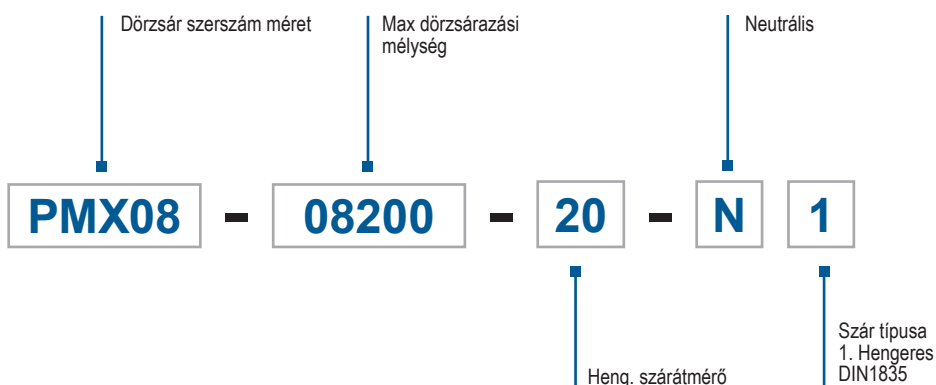 Dörzsár szerszám méret
Max dörzsárazási
mélység
Neutrális
PMX08 - 08200 - 20 - N 1
Heng. szárátmérő
Szár típusa
1. Hengeres
DIN1835